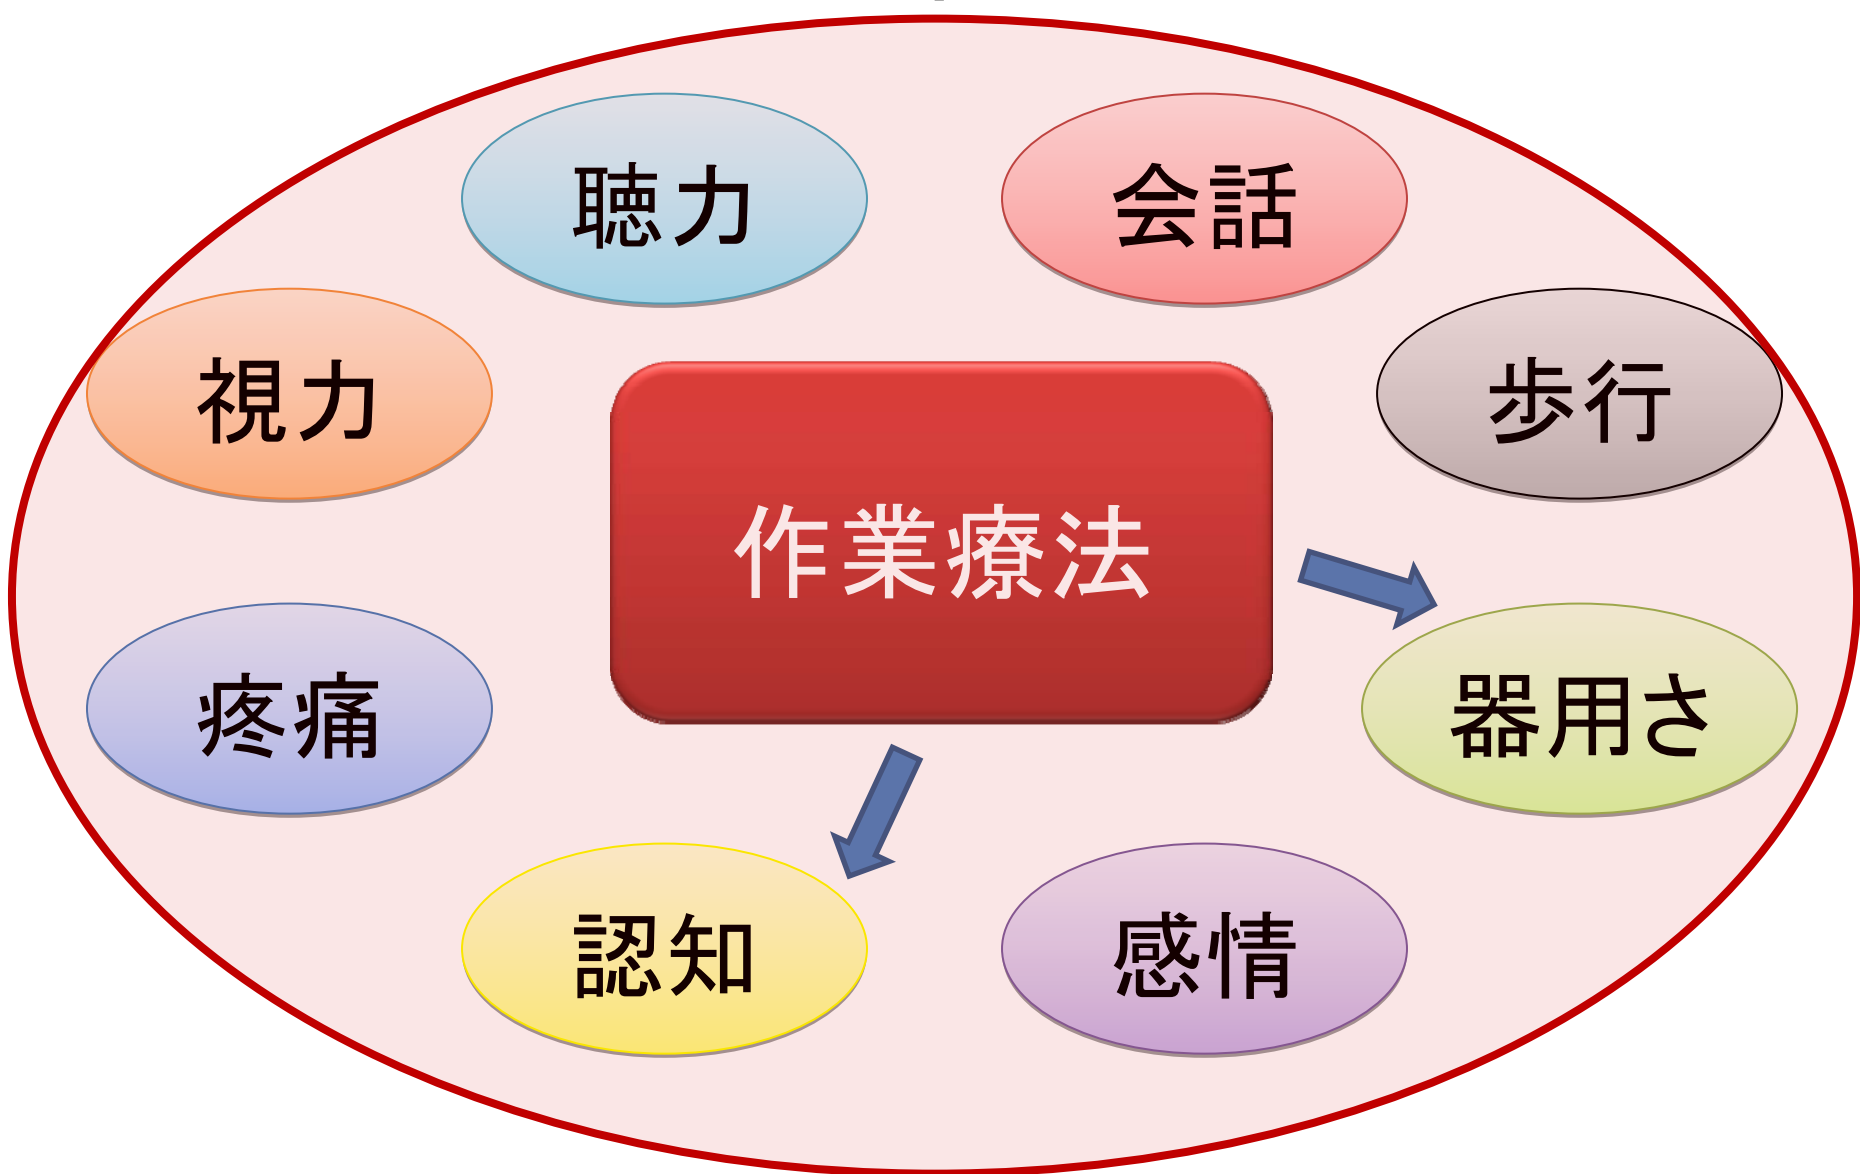 聴力
会話
視力
歩行
作業療法
疼痛
器用さ
認知
感情